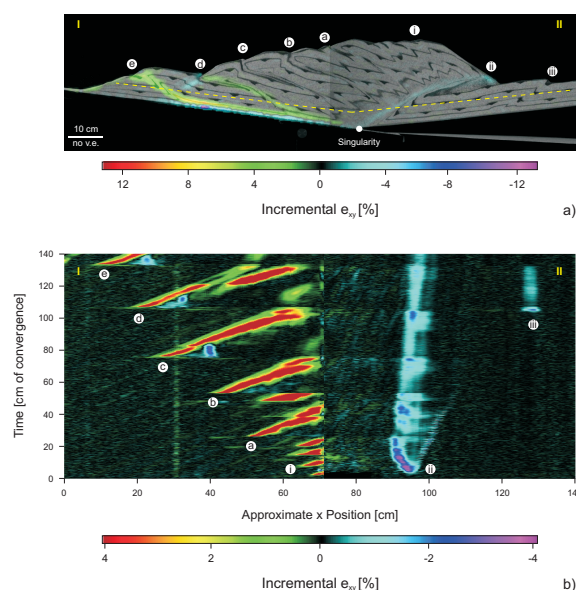 I II
i
a
b
c
d
e
ii
iii
10 cm
no v.e.
Singularity
12 8 4 0 -4 -8 -12
Incremental exy [%]
a)
140
120
100
80
60
40
20
0
Time [cm of convergence]
I II
e
d
c
b
a
i
ii
iii
0 20 40 60 80 100 120 140
Approximate x Position [cm]
4 2 0 -2 -4
Incremental exy [%]
b)